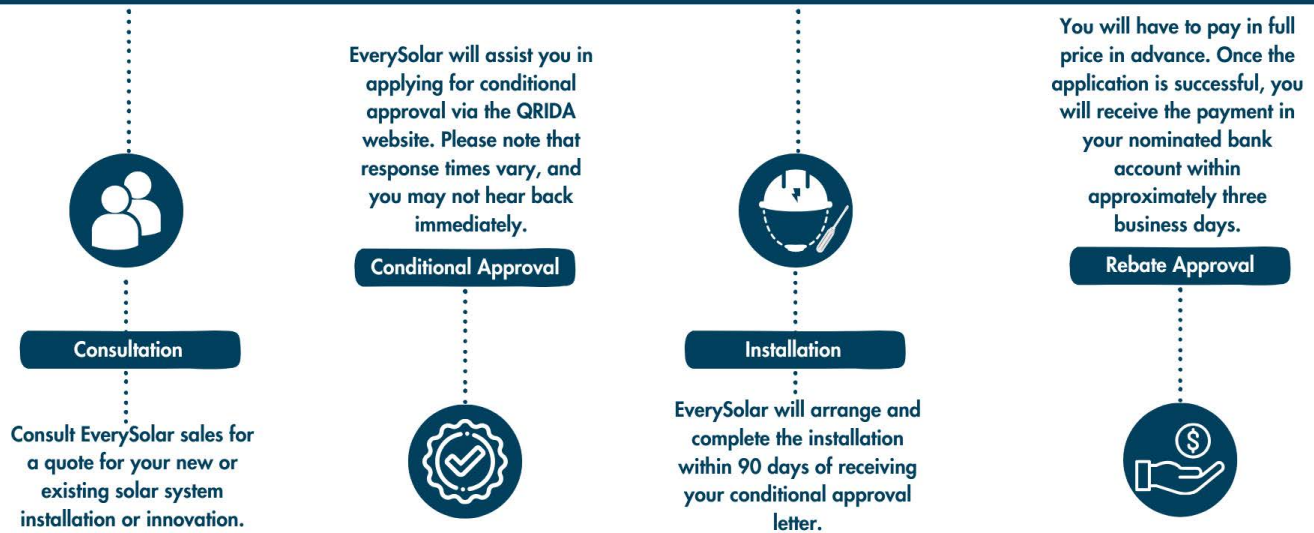 Consultation
Consult EverySolar sales for
a quote for your new or
existing solar system
installation or innovation.
EverySolar will assist you in
applying for conditional
approval via the QRIDA
website. Please note that
response times vary, and
you may not hear back
immediately.
Conditional Approval
Installation
EverySolar will arrange and
complete the installation
within 90 days of receiving
your conditional approval
letter.
You will have to pay in full
price in advance. Once the
application is successful, you
will receive the payment in
your nominated bank
account within
approximately three
business days.
Rebate Approval
$